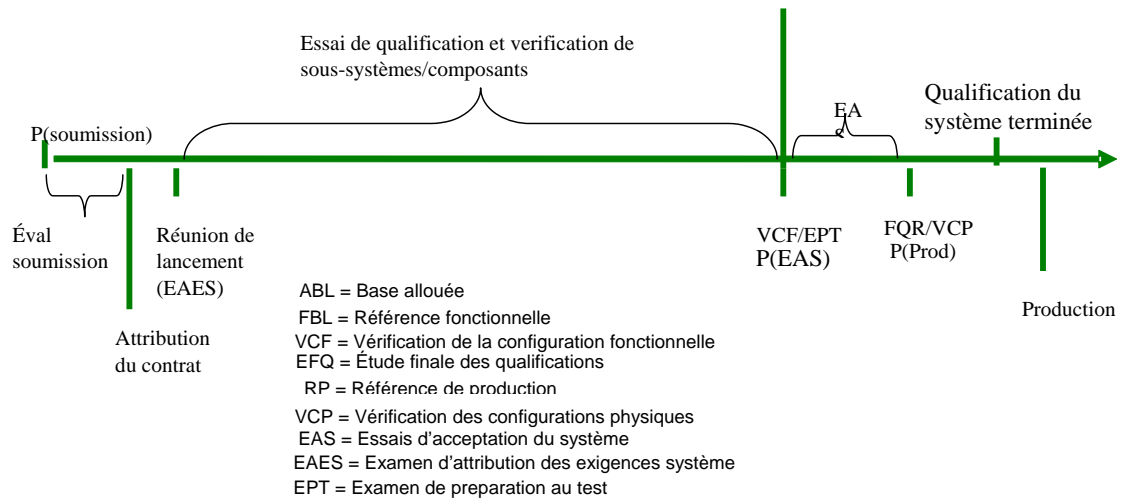 Essai de qualification et verification de
sous-systèmes/composants
P(soumission)
EA
S
Qualification du
système terminée
Éval
soumission
Réunion de
lancement
(EAES)
Attribution
du contrat
VCF/EPT
P(EAS)
FQR/VCP
P(Prod)
Production
ABL = Base allouée
FBL = Référence fonctionnelle
VCF = Vérification de la configuration fonctionnelle
EFQ = Étude finale des qualifications
RP = Référence de production
VCP = Vérification des configurations physiques
EAS = Essais d'acceptation du système
EAES = Examen d'attribution des exigences système
EPT = Examen de preparation au test